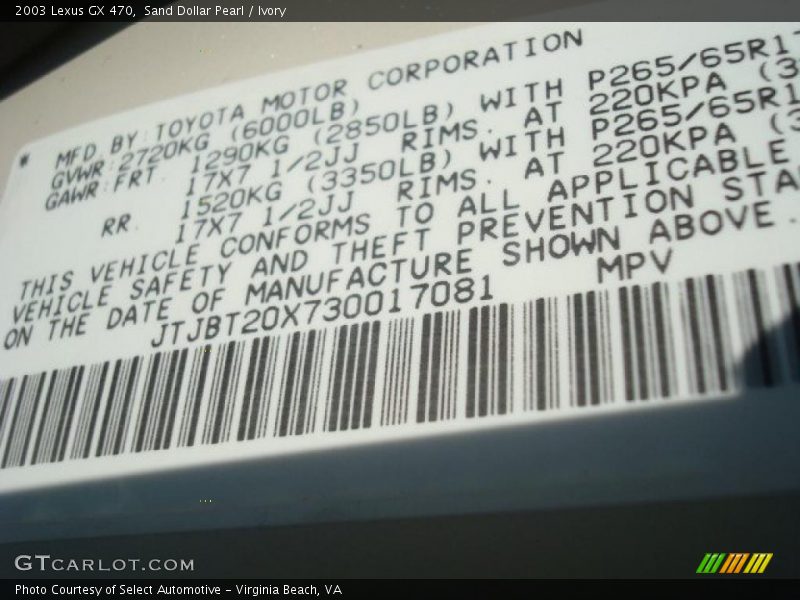 2003 Lexus GX 470, Sand Dollar Pearl / Ivory
* MFD BY:TOYOTA MOTOR CORPORATION
GVWR:2720KG (6000LB)
GAWR:FRT. 1290KG (2850LB) WITH P265/65R17
17X7 1/2JJ RIMS. AT 220KPA (3
RR. 1520KG (3350LB) WITH P265/65R1
17X7 1/2JJ RIMS. AT 220KPA (3
THIS VEHICLE CONFORMS TO ALL APPLICABLE
VEHICLE SAFETY AND THEFT PREVENTION STA
ON THE DATE OF MANUFACTURE SHOWN ABOVE.
JTJBT20X730017081 MPV
GTCARLOT.COM
Photo Courtesy of Select Automotive - Virginia Beach, VA